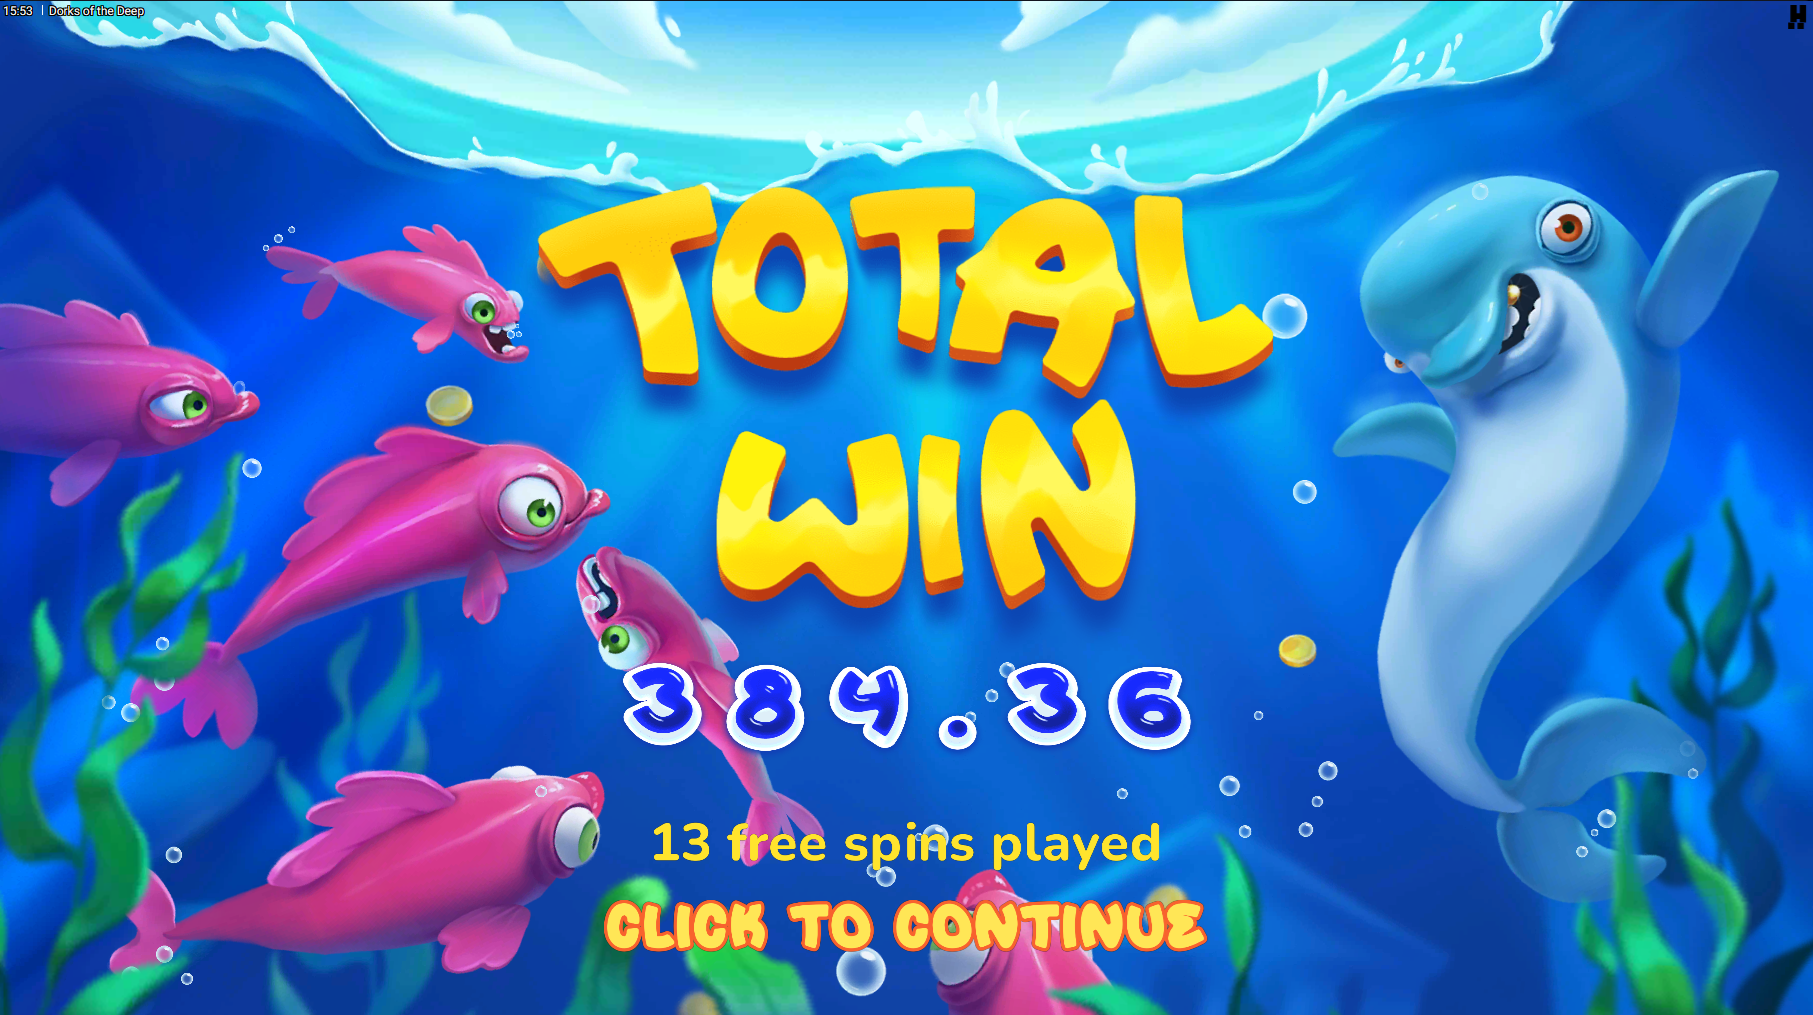 15:53 | Dorks of the Deep
TOTAL
WIN
384.36
13 free spins played
CLICK TO CONTINUE